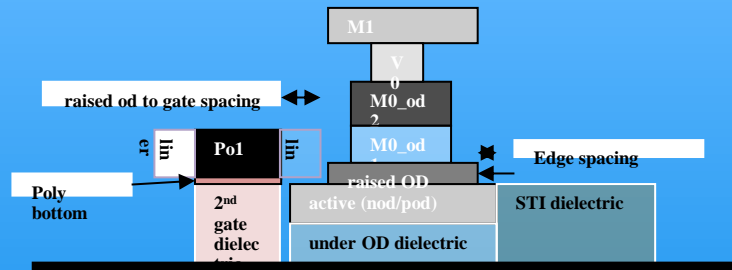 M1
V
0
raised od to gate spacing
M0_od
2
lin
er
Po1
lin
M0_od
Edge spacing
raised OD
Poly
bottom
2nd
gate
dielec
active (nod/pod)
STI dielectric
under OD dielectric